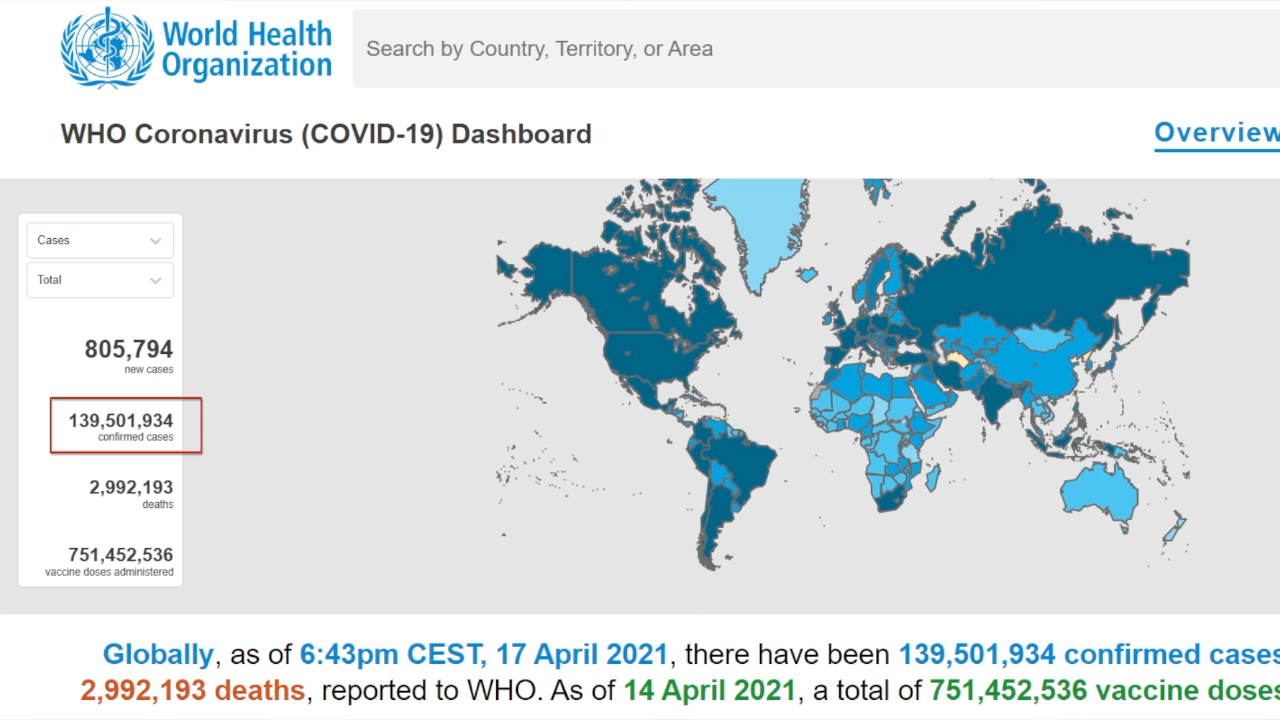 World Health
Organization
Search by Country, Territory, or Area
WHO Coronavirus (COVID-19) Dashboard
Overview
Cases
Total
805,794
new cases
139,501,934
confirmed cases
2,992,193
deaths
751,452,536
vaccine doses administered
Globally, as of 6:43pm CEST, 17 April 2021, there have been 139,501,934 confirmed cases
2,992,193 deaths, reported to WHO. As of 14 April 2021, a total of 751,452,536 vaccine doses